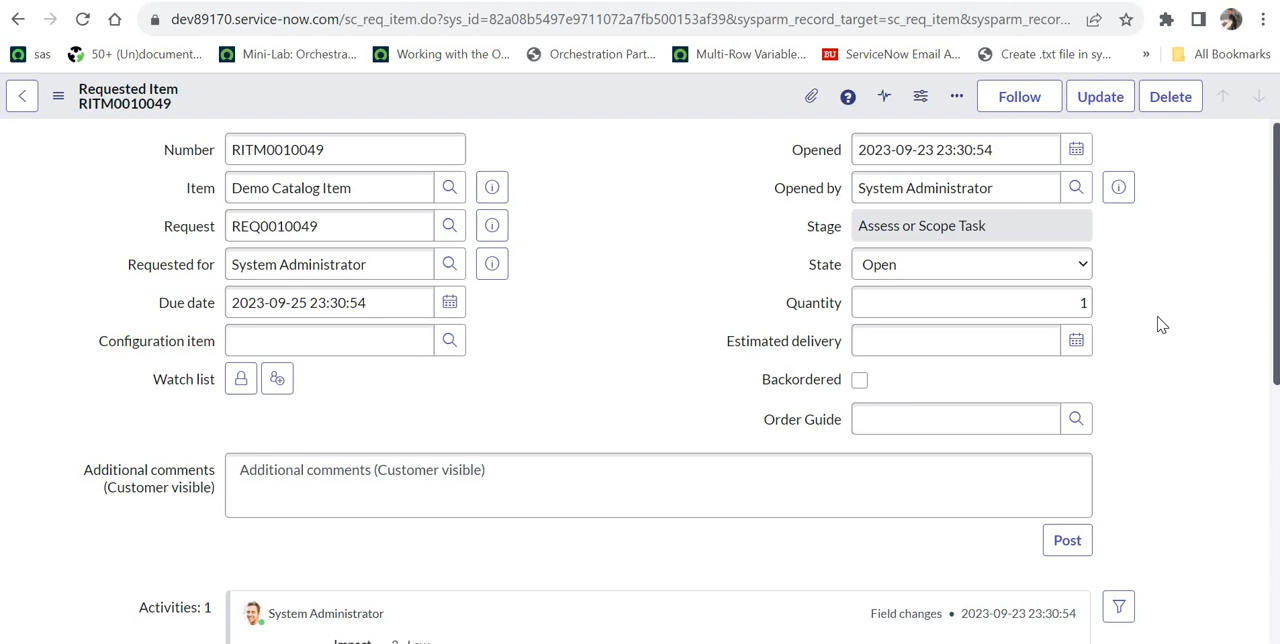 dev89170.service-now.com/sc_req_item.do?sys_id=82a08b5497e9711072a7fb500153af39&sysparm_record_target=sc_req_item&sysparm_recor...
sas 50+ (Un)document... Mini-Lab: Orchestra... Working with the O... Orchestration Part... Multi-Row Variable... BU ServiceNow Email A... Create .txt file in sy... » All Bookmarks
Requested Item
RITM0010049
Follow Update Delete
Number RITM0010049 Opened 2023-09-23 23:30:54
Item Demo Catalog Item Opened by System Administrator
Request REQ0010049 Stage Assess or Scope Task
Requested for System Administrator State Open
Due date 2023-09-25 23:30:54 Quantity 1
Configuration item Estimated delivery
Watch list Backordered
Order Guide
Additional comments (Customer visible) Additional comments (Customer visible)
Post
Activities: 1 System Administrator Field changes • 2023-09-23 23:30:54